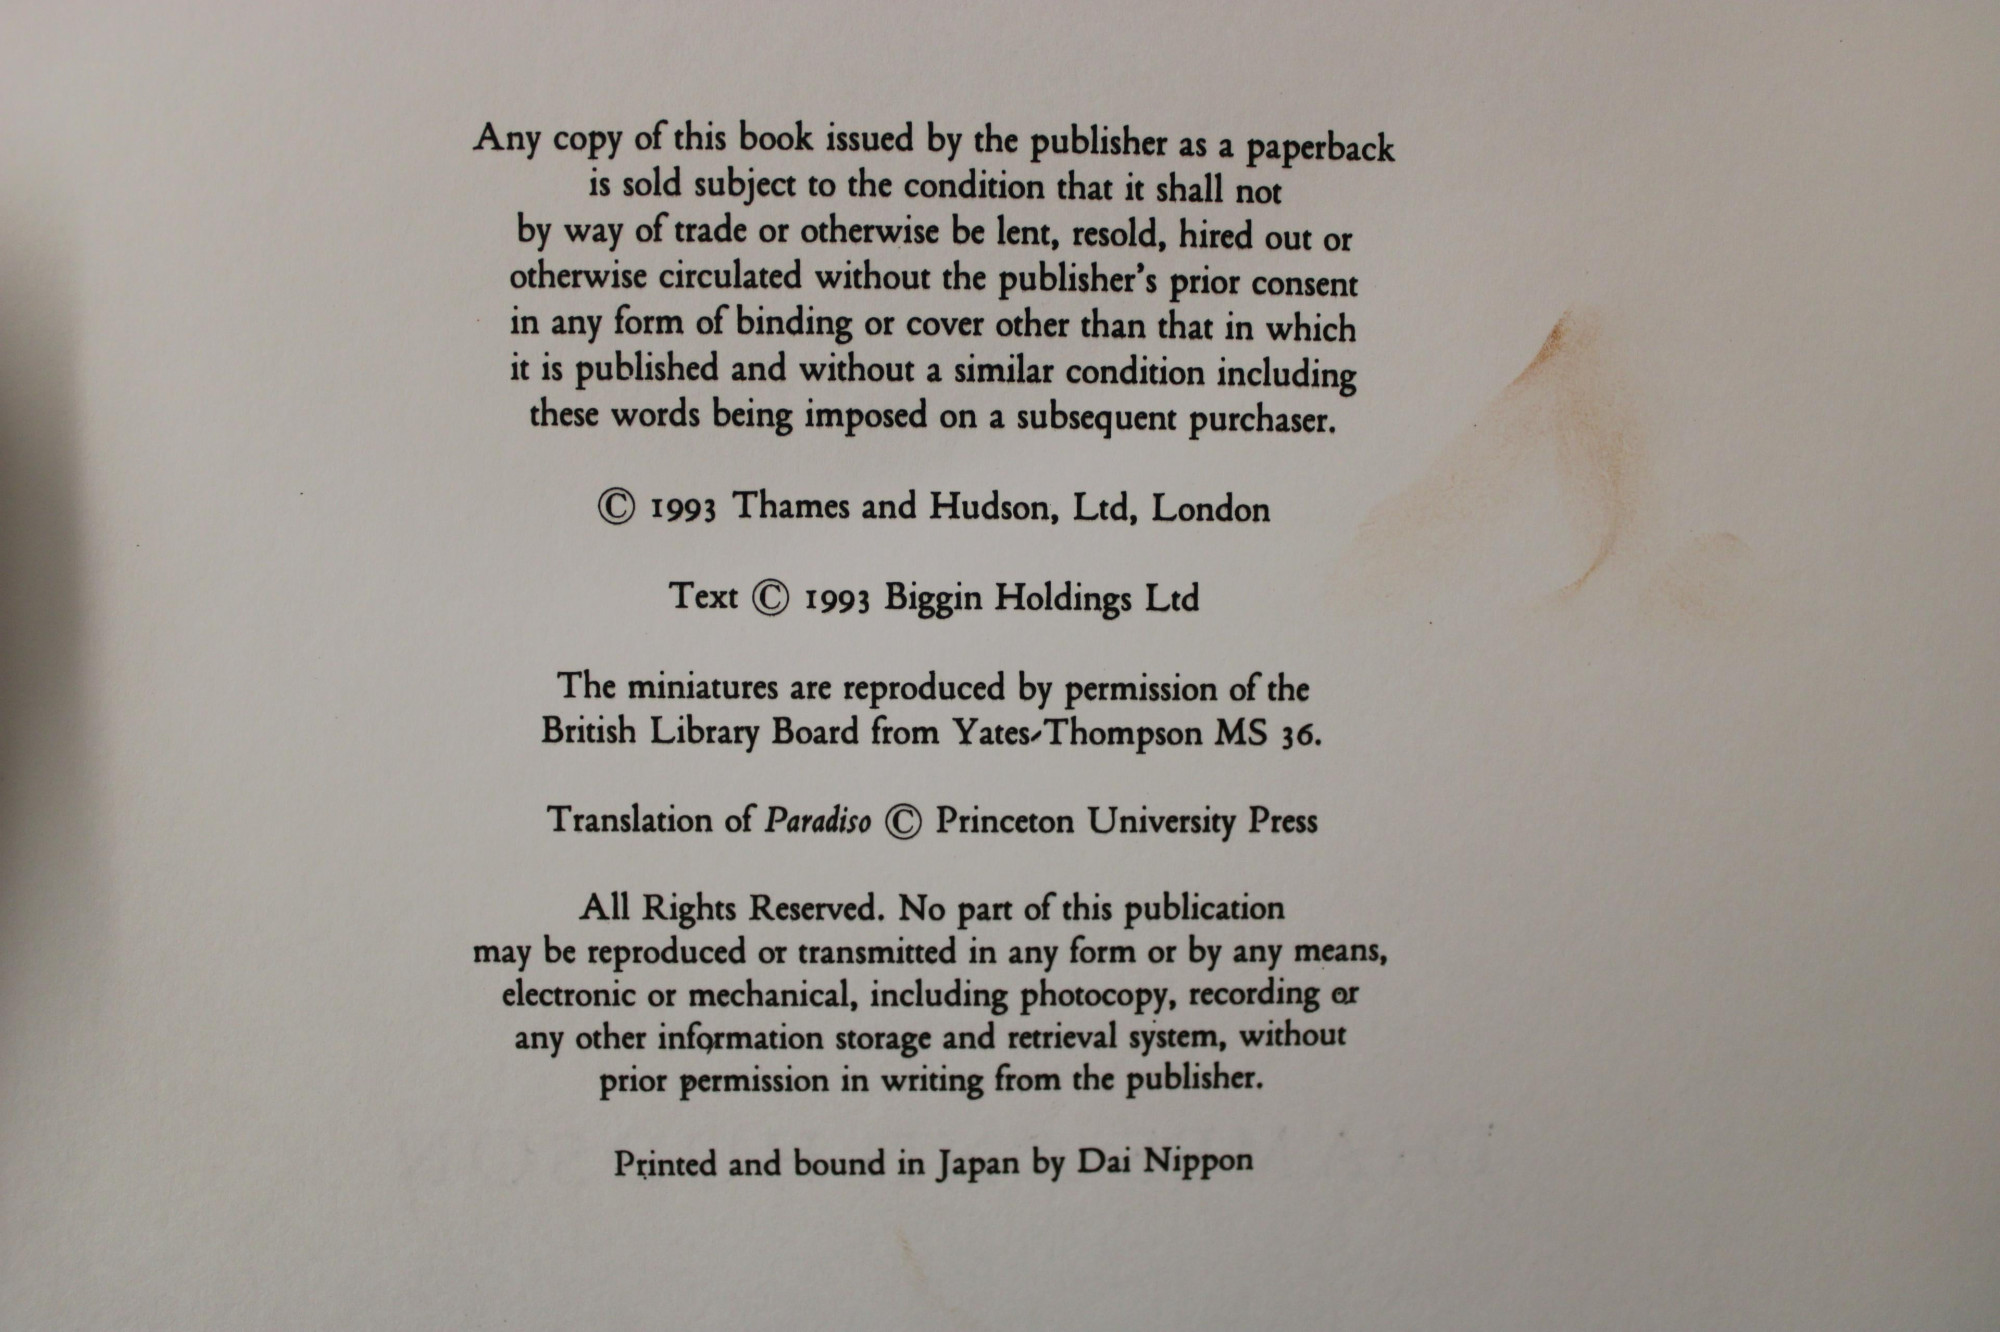 Any copy of this book issued by the publisher as a paperback
is sold subject to the condition that it shall not
by way of trade or otherwise be lent, resold, hired out or
otherwise circulated without the publisher's prior consent
in any form of binding or cover other than that in which
it is published and without a similar condition including
these words being imposed on a subsequent purchaser.
© 1993 Thames and Hudson, Ltd, London
Text © 1993 Biggin Holdings Ltd
The miniatures are reproduced by permission of the
British Library Board from Yates-Thompson MS 36.
Translation of Paradiso © Princeton University Press
All Rights Reserved. No part of this publication
may be reproduced or transmitted in any form or by any means,
electronic or mechanical, including photocopy, recording or
any other information storage and retrieval system, without
prior permission in writing from the publisher.
Printed and bound in Japan by Dai Nippon